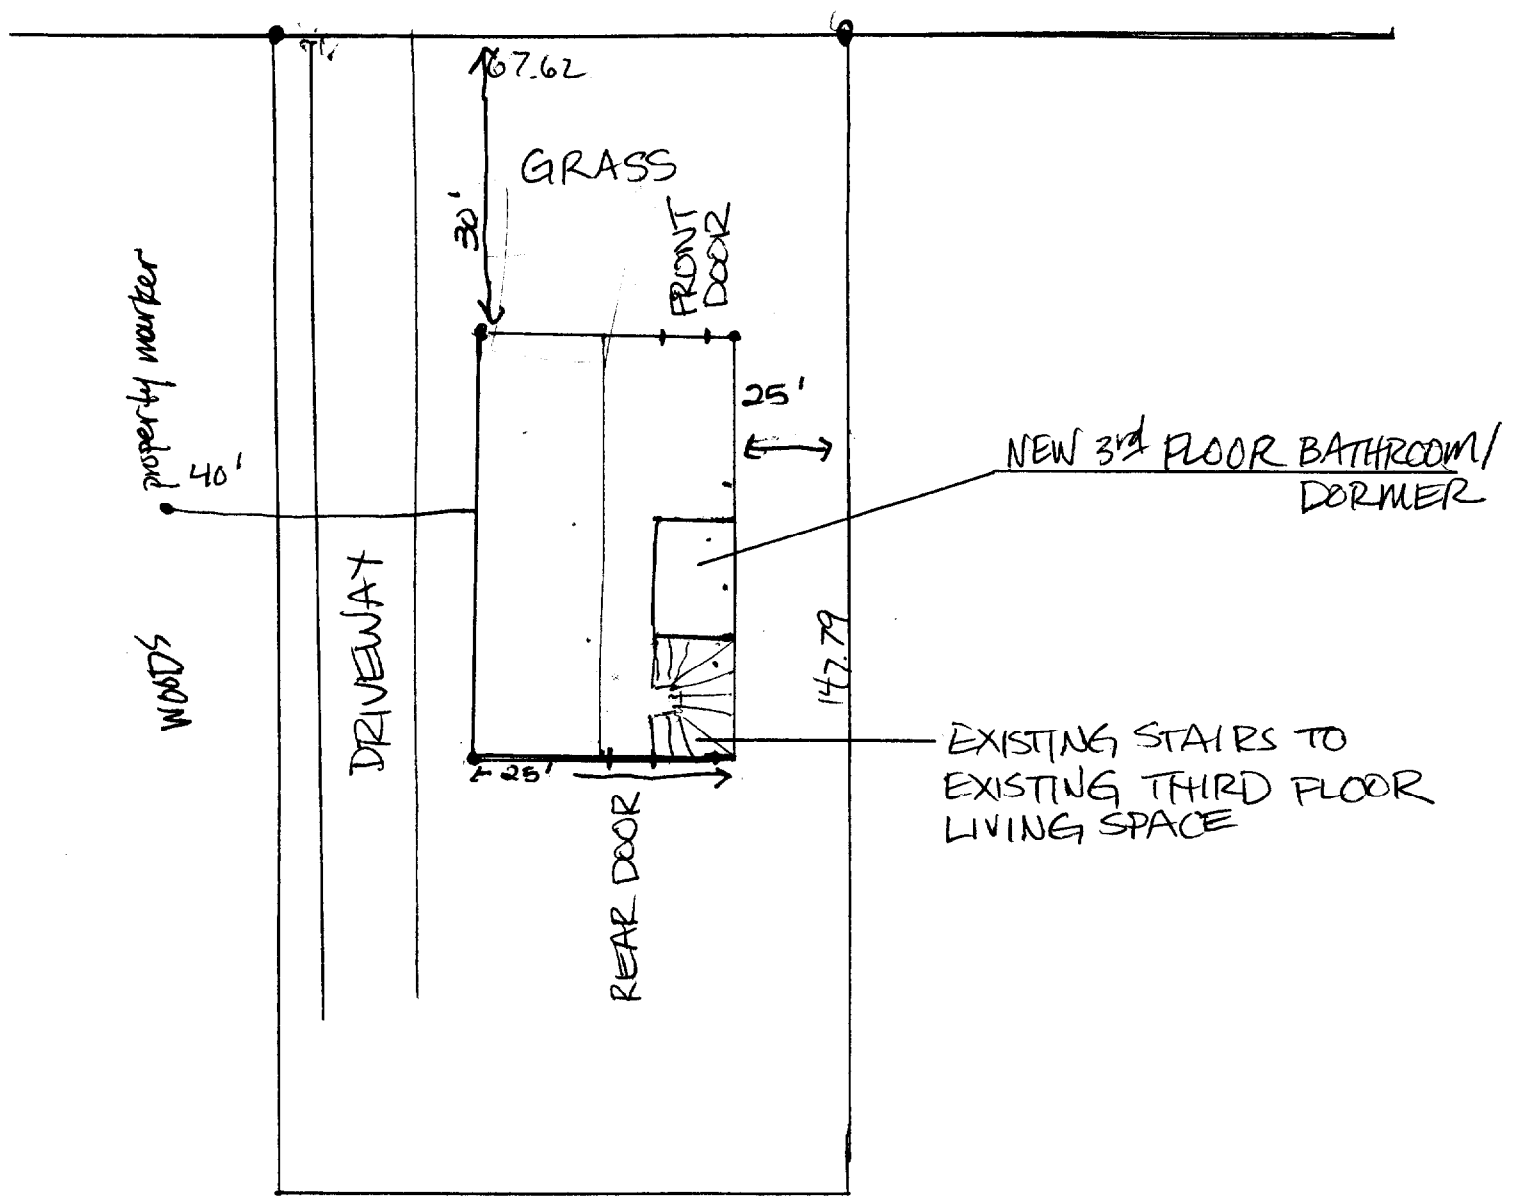 67.62
GRASS
30'
FRONT
DOOR
property marker
40'
25'
NEW 3rd FLOOR BATHROOM/
DORMER
DRIVEWAY
WOODS
147.79
EXISTING STAIRS TO
EXISTING THIRD FLOOR
LIVING SPACE
25'
REAR DOOR